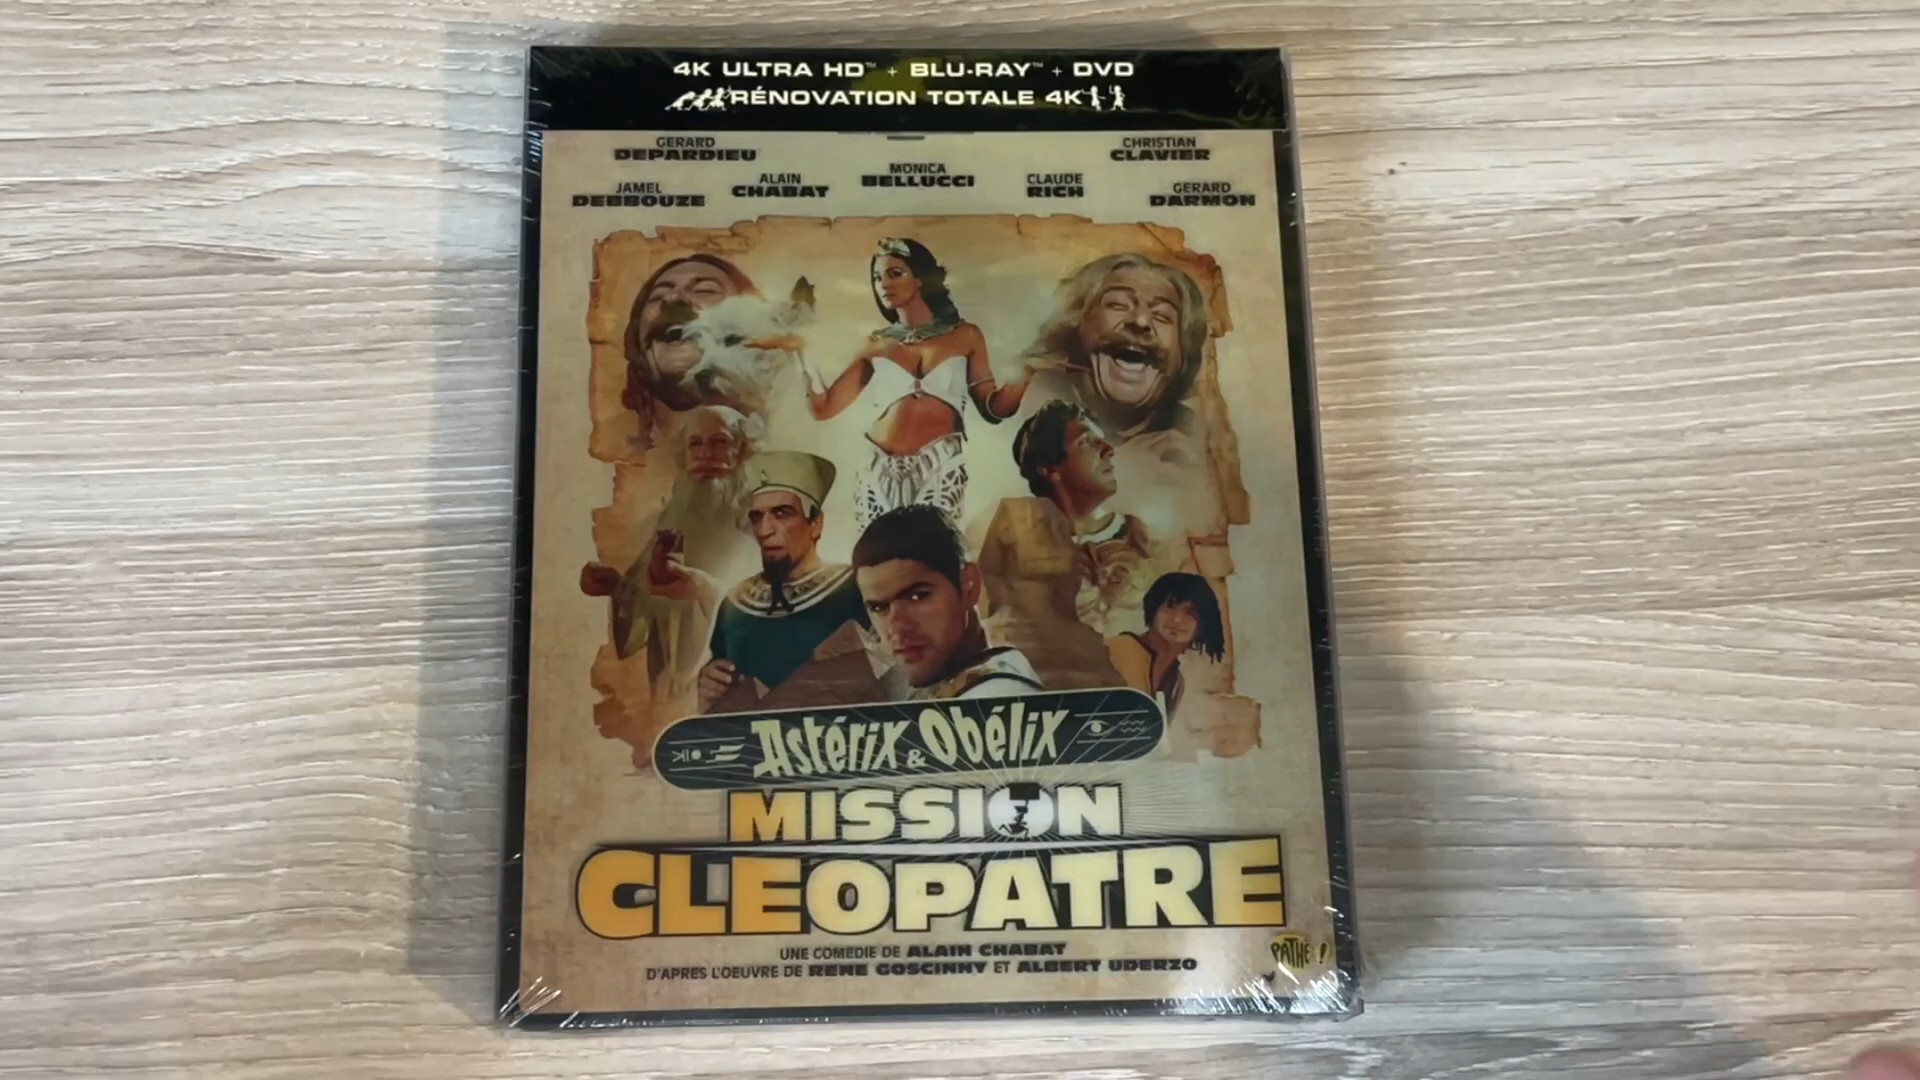 4K ULTRA HD™ + BLU-RAY™ + DVD
RÉNOVATION TOTALE 4K
GERARD DEPARDIEU
CHRISTIAN CLAVIER
JAMEL DEBBOUZE
ALAIN CHABAT
MONICA BELLUCCI
CLAUDE RICH
GERARD DARMON
Astérix & Obélix
MISSION
CLEOPATRE
UNE COMEDIE DE ALAIN CHABAT
D'APRES L'OEUVRE DE RENE GOSCINNY ET ALBERT UDERZO
PATHÉ!